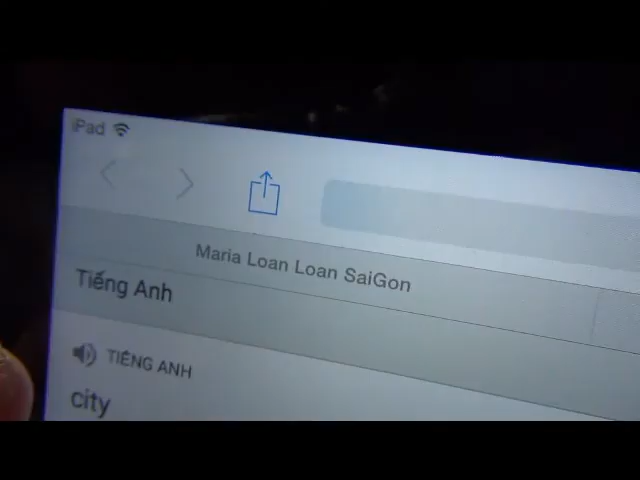 iPad
Maria Loan Loan SaiGon
Tiếng Anh
TIẾNG ANH
city